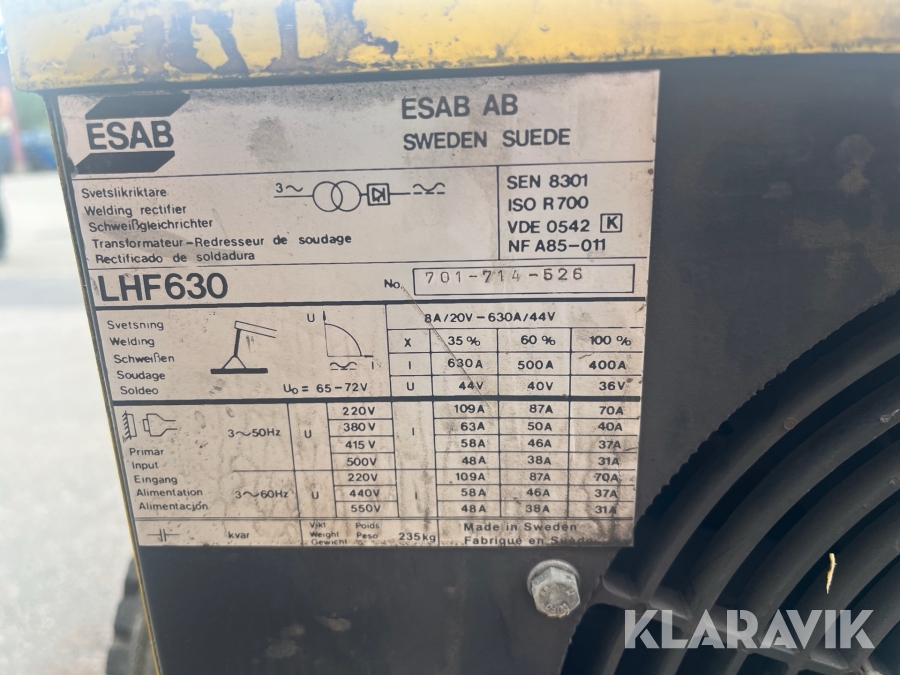 ESAB
ESAB AB
SWEDEN SUEDE
Svetslikriktare
Welding rectifier
Schweißgleichrichter
Transformateur-Redresseur de soudage
Rectificado de soldadura
3~
SEN 8301
ISO R700
VDE 0542 K
NF A85-011
LHF630
No. 701-714-526
Svetsning
Welding
Schweißen
Soudage
Soldeo
U
I
U₀ = 65-72V
8A/20V-630A/44V
X 35% 60% 100%
I 630A 500A 400A
U 44V 40V 36V
Primär
Input
Eingang
Alimentation
Alimentación
3~50Hz U I
220V 109A 87A 70A
380V 63A 50A 40A
415V 58A 46A 37A
500V 48A 38A 31A
3~60Hz U I
220V 109A 87A 70A
440V 58A 46A 37A
550V 48A 38A 31A
kvar
Vikt Poids
Weight Peso
Gewicht
235kg
Made in Sweden
Fabriqué en Suède
KLARAVIK